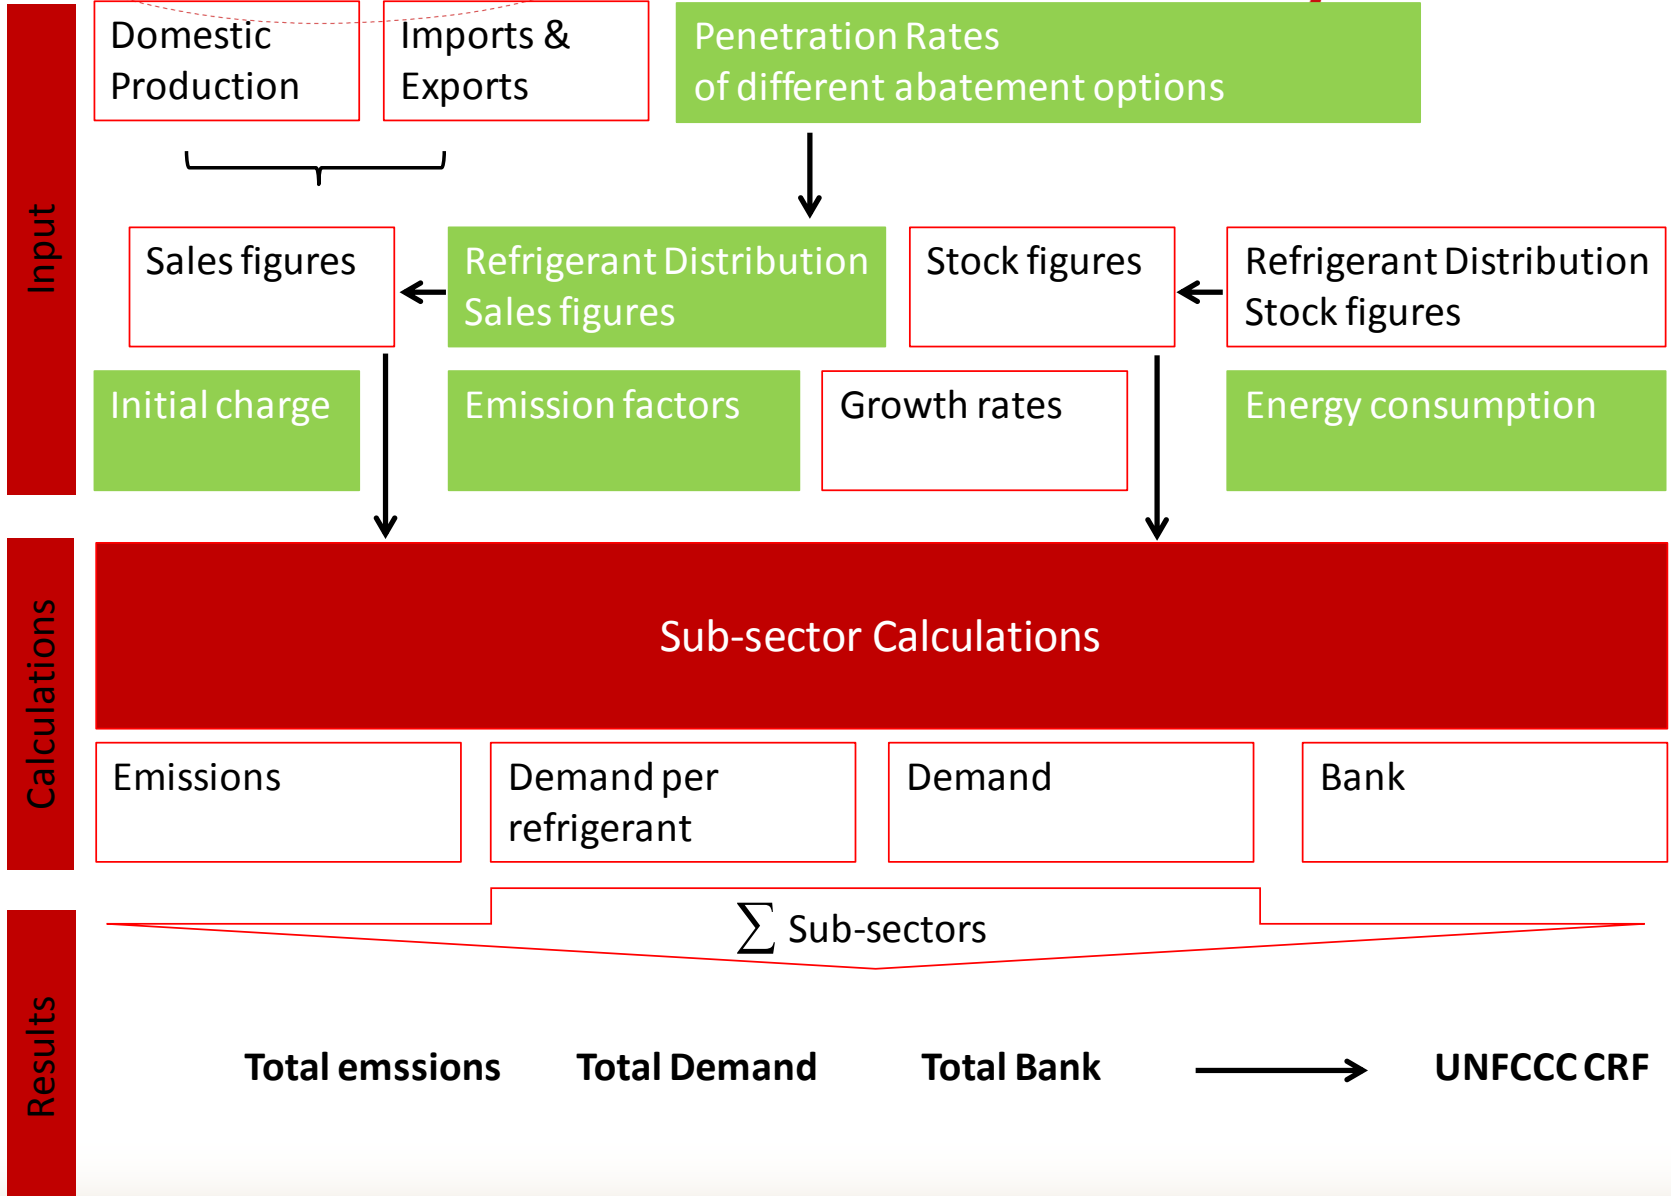 Domestic
Production
Imports &
Exports
Penetration Rates
of different abatement options
Input
Sales figures
Refrigerant Distribution
Sales figures
Stock figures
Refrigerant Distribution
Stock figures
Initial charge
Emission factors
Growth rates
Energy consumption
Calculations
Sub-sector Calculations
Emissions
Demand per
refrigerant
Demand
Bank
Results
∑ Sub-sectors
Total emssions
Total Demand
Total Bank
UNFCCC CRF